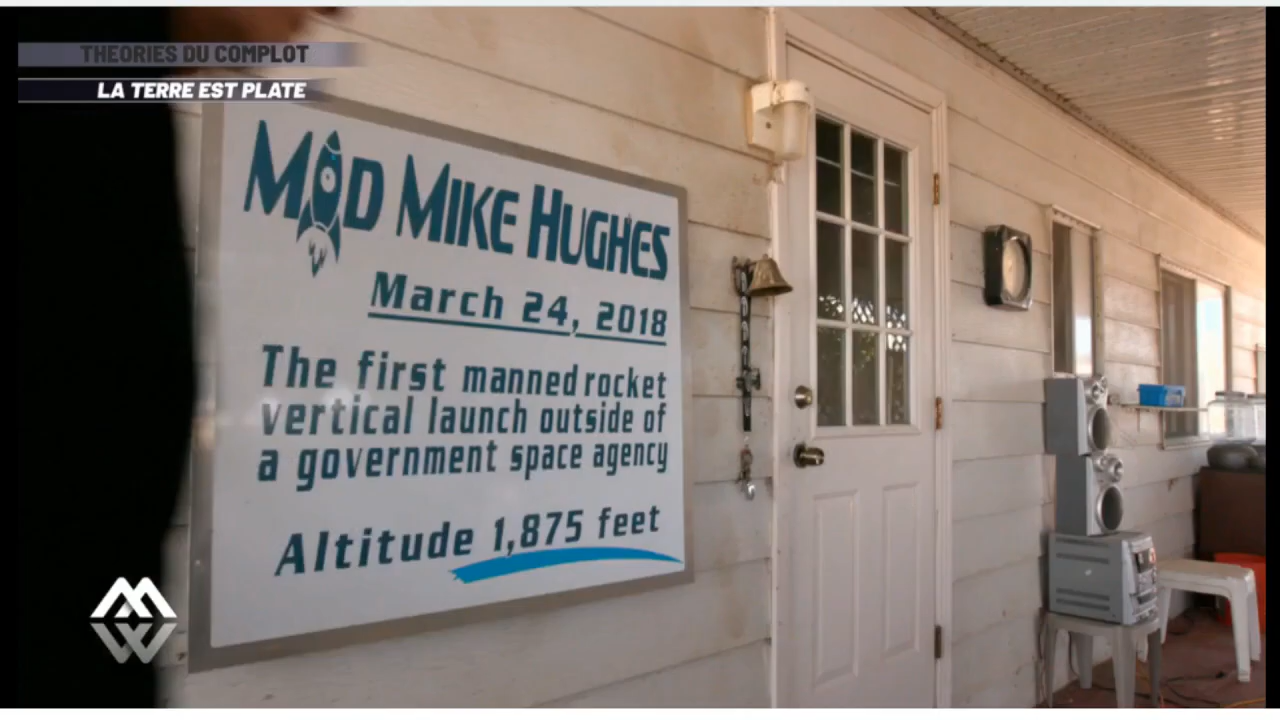 THEORIES DU COMPLOT
LA TERRE EST PLATE
MAD MIKE HUGHES
March 24, 2018
The first manned rocket
vertical launch outside of
a government space agency
Altitude 1,875 feet